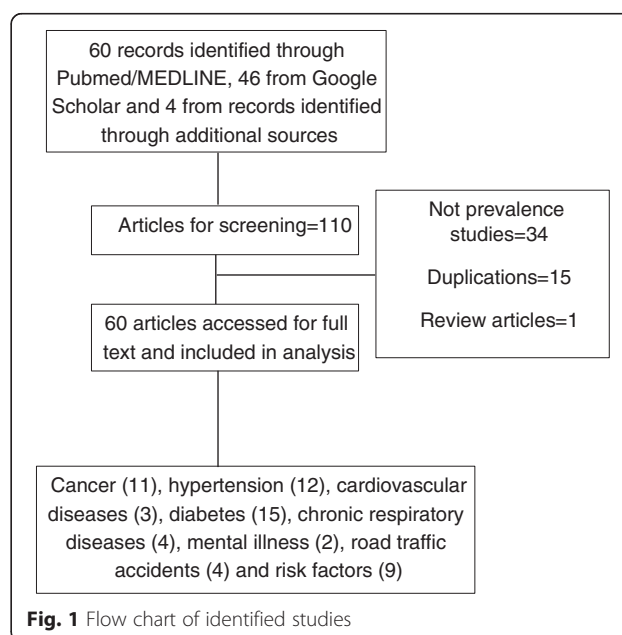 60 records identified through
Pubmed/MEDLINE, 46 from Google
Scholar and 4 from records identified
through additional sources
Articles for screening=110
Not prevalence
studies=34
Duplications=15
Review articles=1
60 articles accessed for full
text and included in analysis
Cancer (11), hypertension (12), cardiovascular
diseases (3), diabetes (15), chronic respiratory
diseases (4), mental illness (2), road traffic
accidents (4) and risk factors (9)
Fig. 1 Flow chart of identified studies